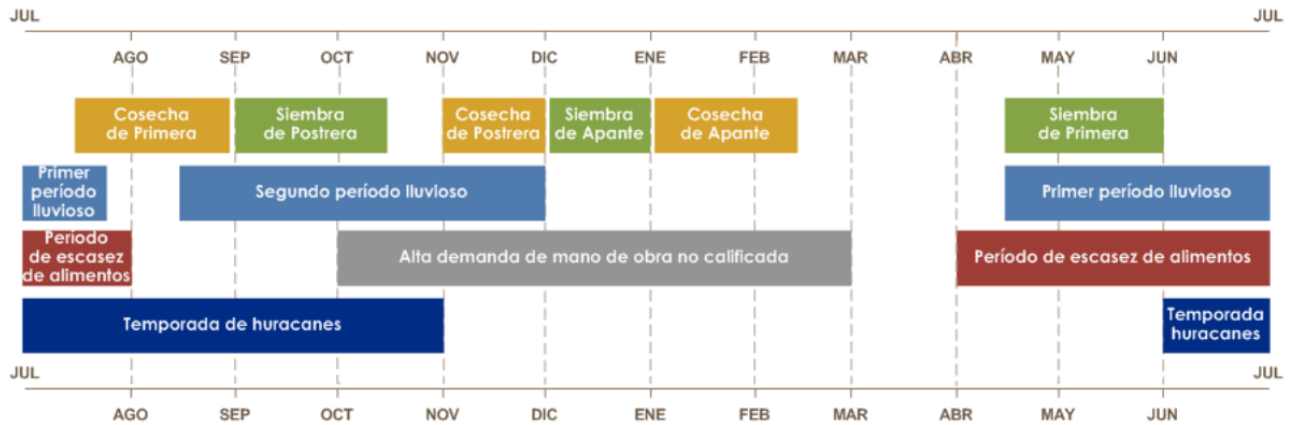 JUL JUL
AGO SEP OCT NOV DIC ENE FEB MAR ABR MAY JUN
Cosecha
de Primera
Siembra
de Postrera
Cosecha
de Postrera
Siembra
de Apante
Cosecha
de Apante
Siembra
de Primera
Primer
período
lluvioso
Segundo período lluvioso
Primer período lluvioso
Período
de escasez
de alimentos
Alta demanda de mano de obra no calificada
Período de escasez de alimentos
Temporada de huracanes
Temporada
huracanes
JUL JUL
AGO SEP OCT NOV DIC ENE FEB MAR ABR MAY JUN